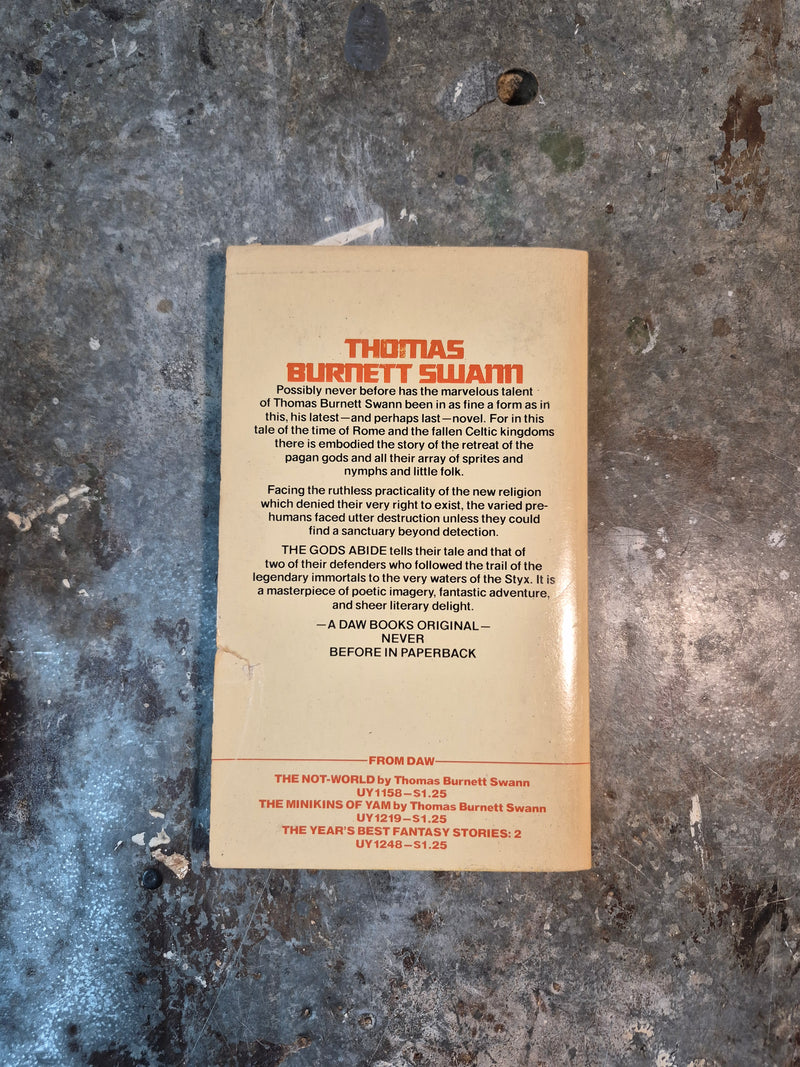 THOMAS
BURNETT SWANN
Possibly never before has the marvelous talent
of Thomas Burnett Swann been in as fine a form as in
this, his latest—and perhaps last—novel. For in this
tale of the time of Rome and the fallen Celtic kingdoms
there is embodied the story of the retreat of the
pagan gods and all their array of sprites and
nymphs and little folk.
Facing the ruthless practicality of the new religion
which denied their very right to exist, the varied pre-
humans faced utter destruction unless they could
find a sanctuary beyond detection.
THE GODS ABIDE tells their tale and that of
two of their defenders who followed the trail of the
legendary immortals to the very waters of the Styx. It is
a masterpiece of poetic imagery, fantastic adventure,
and sheer literary delight.
—A DAW BOOKS ORIGINAL—
NEVER
BEFORE IN PAPERBACK
FROM DAW
THE NOT-WORLD by Thomas Burnett Swann
UY1158—$1.25
THE MINIKINS OF YAM by Thomas Burnett Swann
UY1219—$1.25
THE YEAR'S BEST FANTASY STORIES: 2
UY1248—$1.25